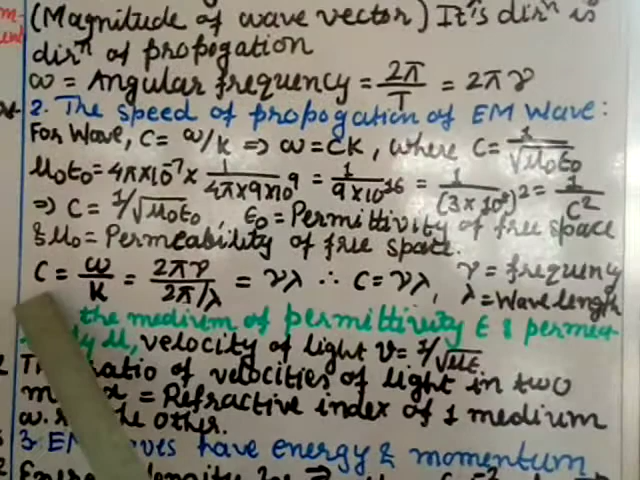 (Magnitude of wave vector) It's dirⁿ is
dirⁿ of propogation
ω = Angular frequency = 2π/T = 2πν
2. The speed of propogation of EM Wave:
For Wave, C = ω/K ⇒ ω = CK, where C = 1/√μ₀ε₀
μ₀ε₀ = 4π×10⁻⁷ × 1/4π×9×10⁹ = 1/9×10¹⁶ = 1/(3×10⁸)² = 1/C²
⇒ C = 1/√μ₀ε₀, ε₀ = Permittivity of free space
& μ₀ = Permeability of free space.
C = ω/K = 2πν/2π/λ = νλ ∴ C = νλ, ν = frequency
λ = Wave length
the medium of permittivity ε & permea-
μ, velocity of light v = 1/√με.
ratio of velocities of light in two
= Refractive index of 1 medium
the other.
3. EM waves have energy & momentum